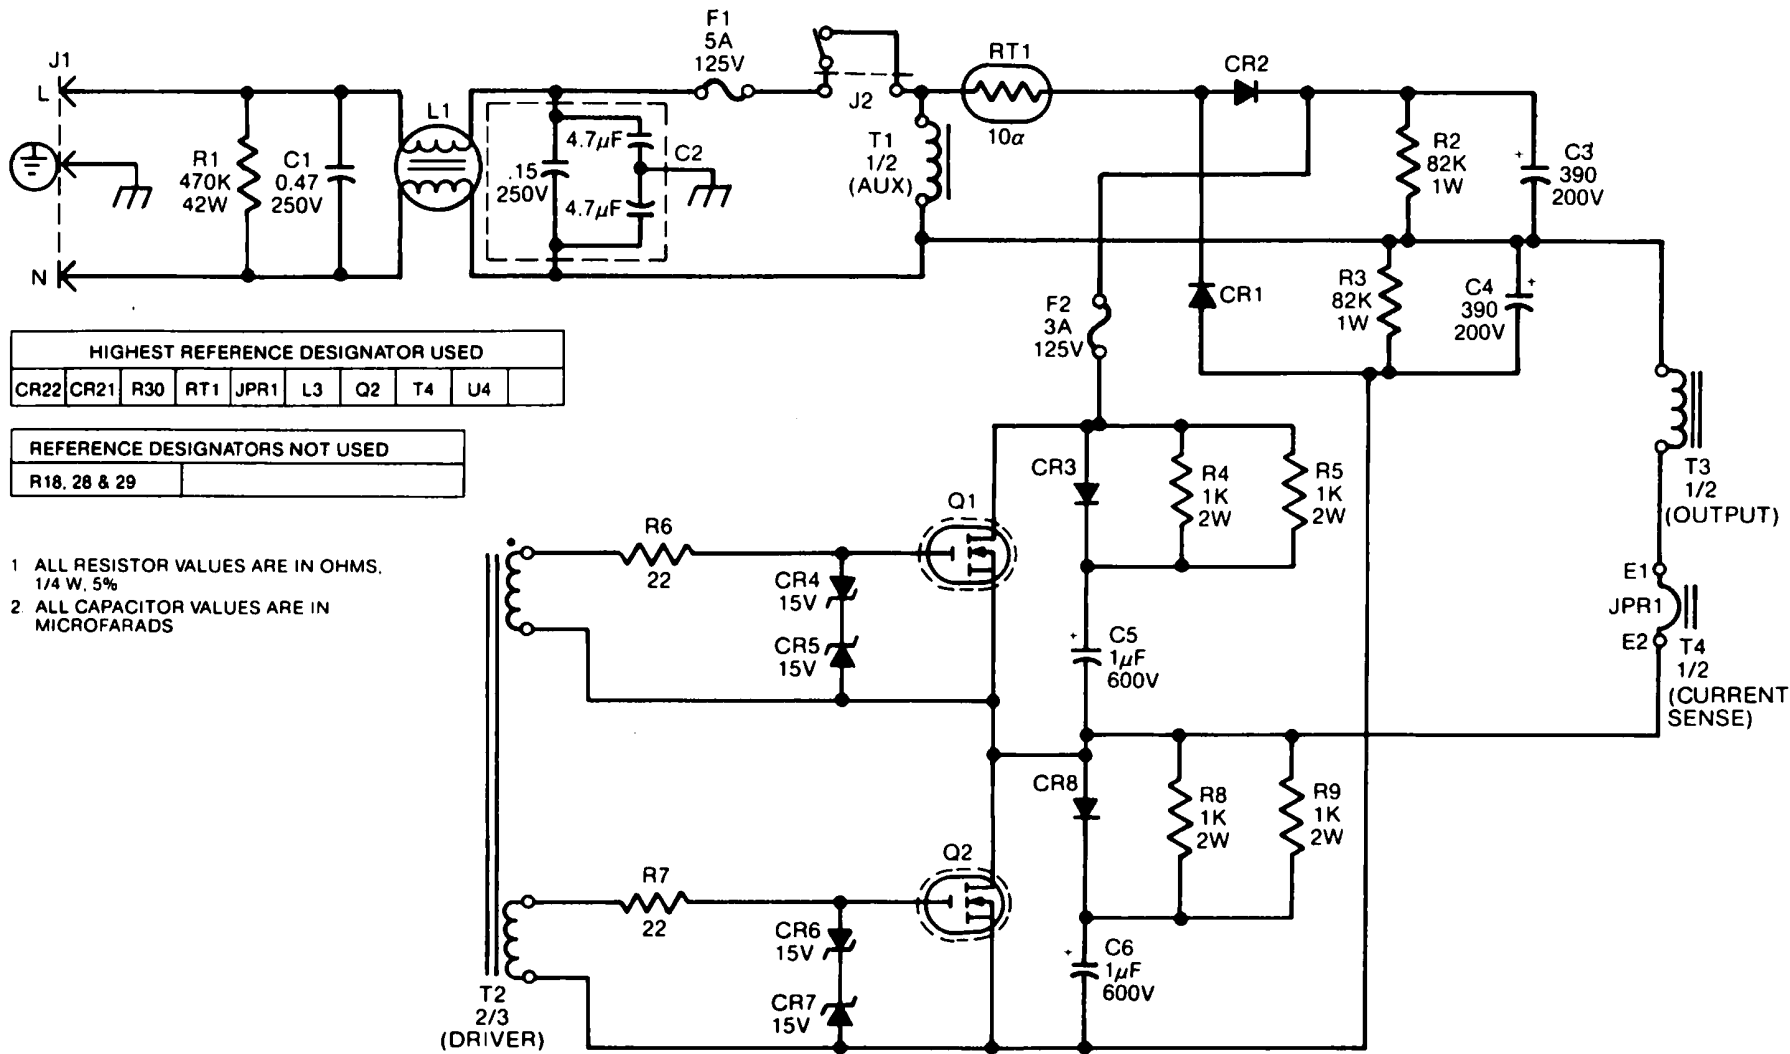 J1
L
N
R1
470K
42W
C1
0.47
250V
L1
.15
250V
4.7µF
4.7µF
C2
F1
5A
125V
J2
T1
1/2
(AUX)
RT1
10α
CR2
CR1
R2
82K
1W
C3
390
200V
R3
82K
1W
C4
390
200V
+
+
F2
3A
125V
HIGHEST REFERENCE DESIGNATOR USED
CR22 CR21 R30 RT1 JPR1 L3 Q2 T4 U4
REFERENCE DESIGNATORS NOT USED
R18, 28 & 29
1 ALL RESISTOR VALUES ARE IN OHMS,
1/4 W, 5%
2. ALL CAPACITOR VALUES ARE IN
MICROFARADS
T3
1/2
(OUTPUT)
E1
JPR1
E2
T4
1/2
(CURRENT
SENSE)
CR3
R4
1K
2W
R5
1K
2W
Q1
R6
22
CR4
15V
CR5
15V
+
C5
1µF
600V
CR8
R8
1K
2W
R9
1K
2W
Q2
R7
22
CR6
15V
CR7
15V
+
C6
1µF
600V
T2
2/3
(DRIVER)